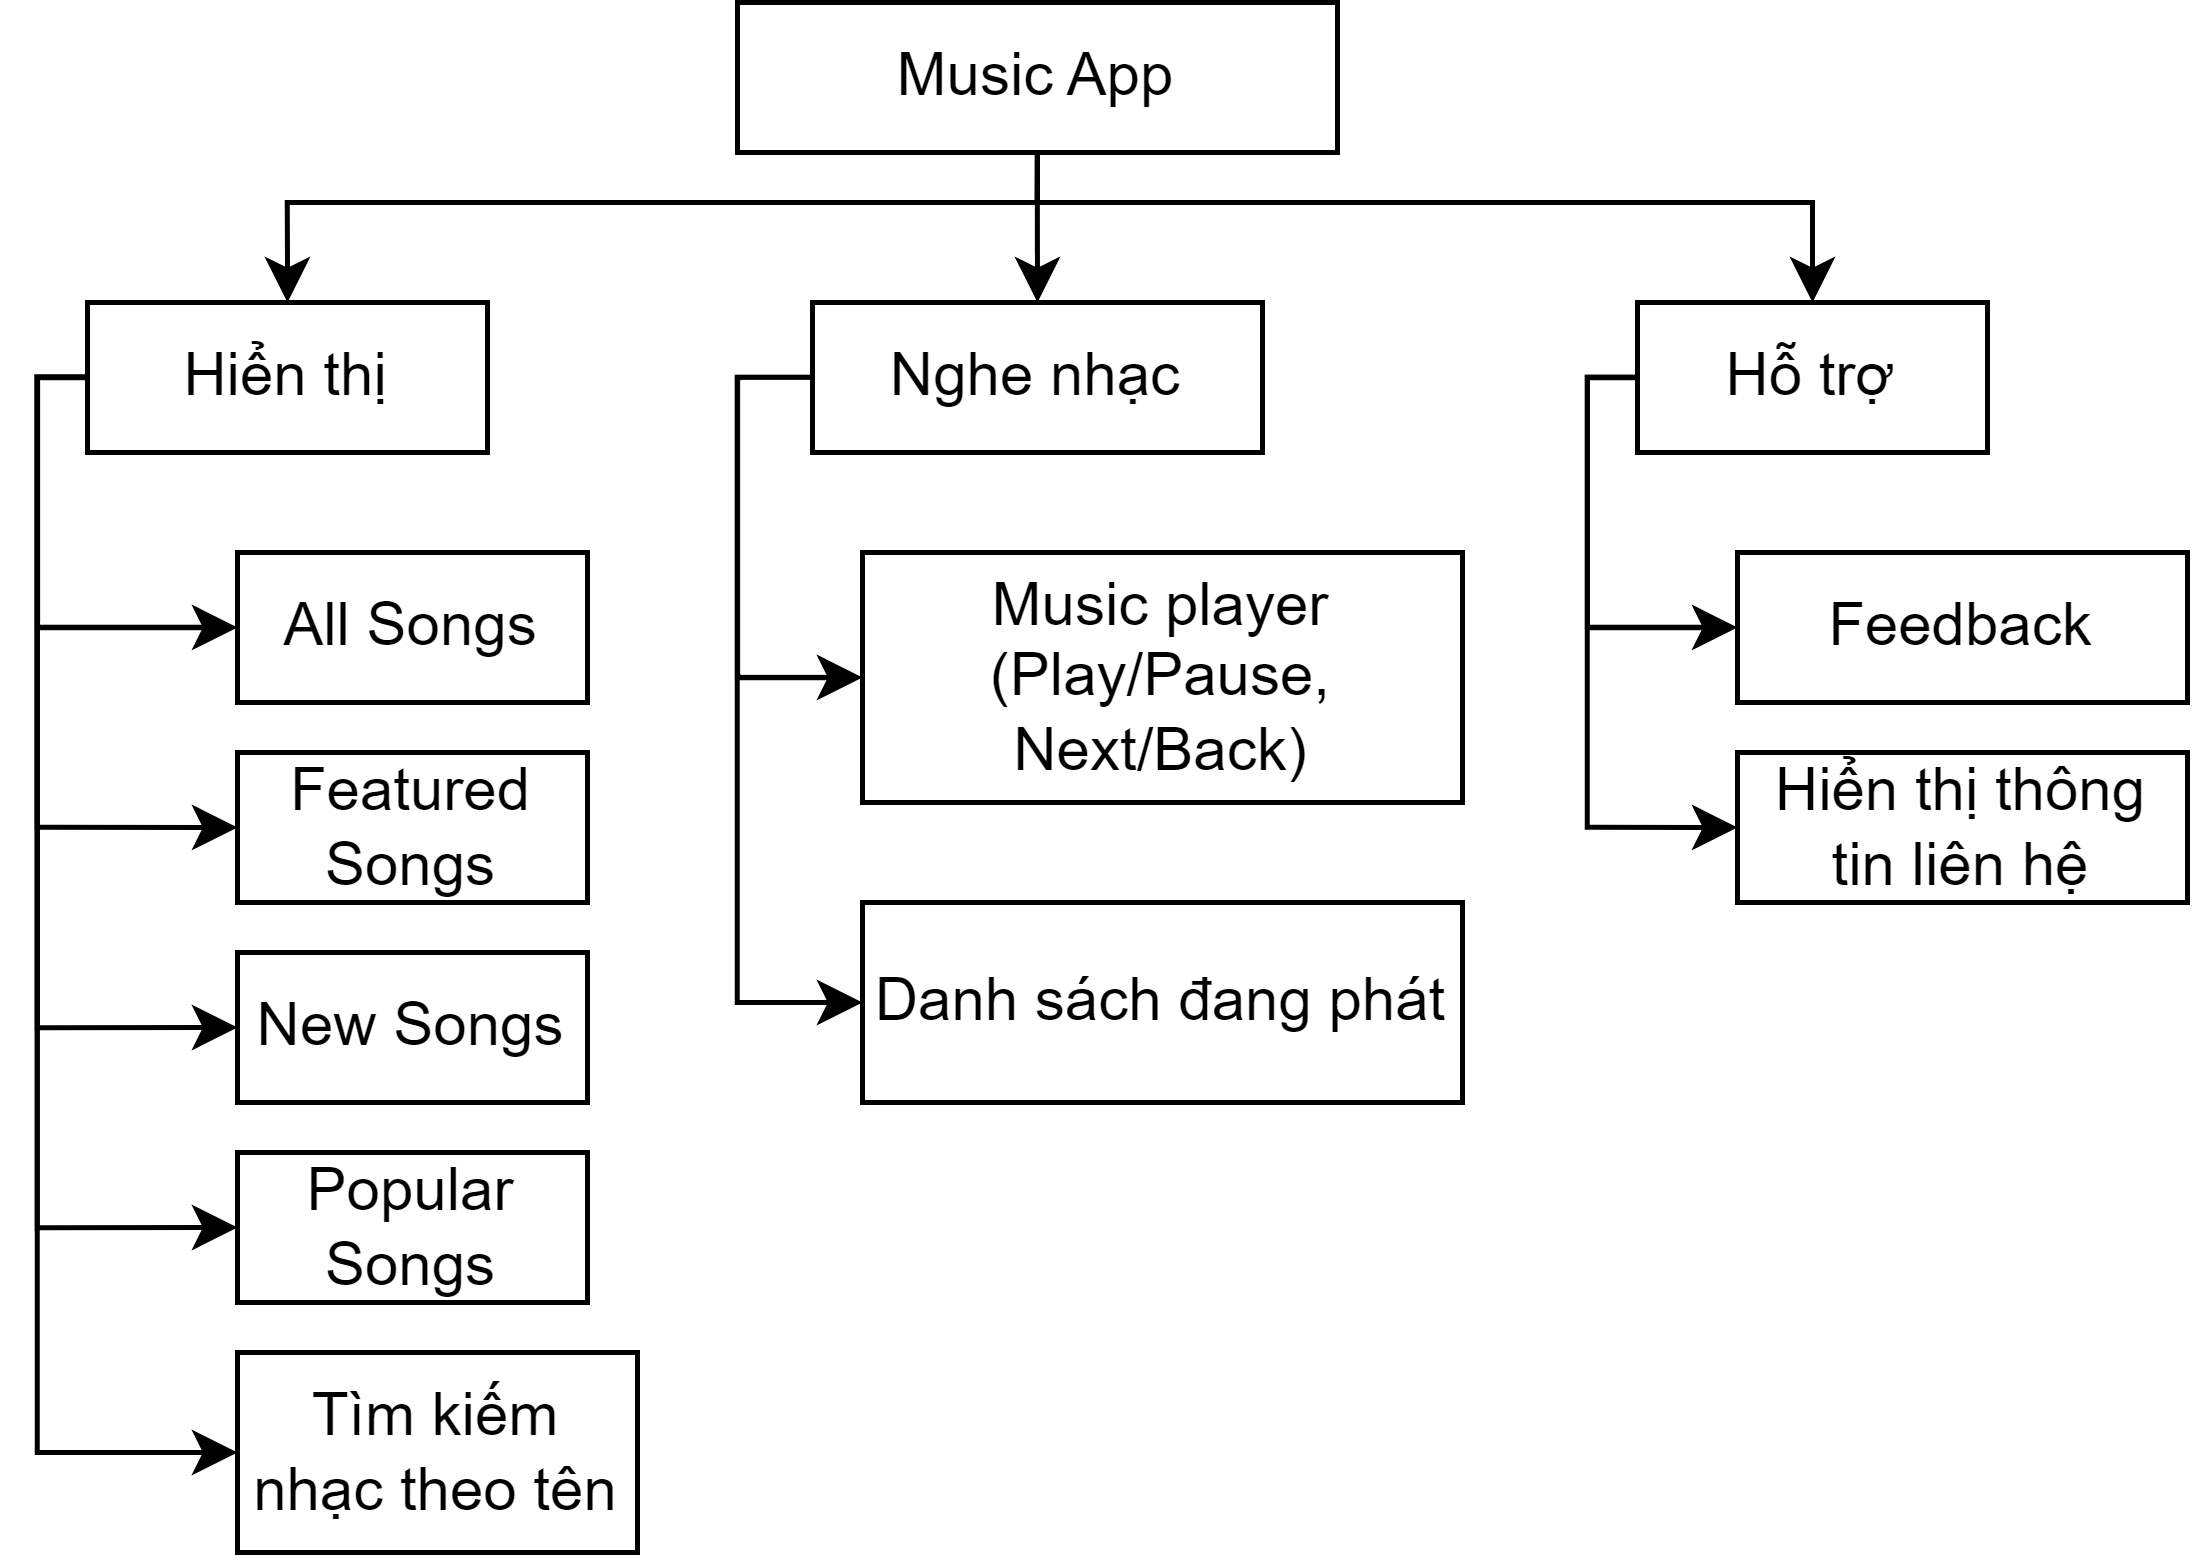 Music App
Hiển thị
Nghe nhạc
Hỗ trợ
All Songs
Featured
Songs
New Songs
Popular
Songs
Tìm kiếm
nhạc theo tên
Music player
(Play/Pause,
Next/Back)
Danh sách đang phát
Feedback
Hiển thị thông
tin liên hệ